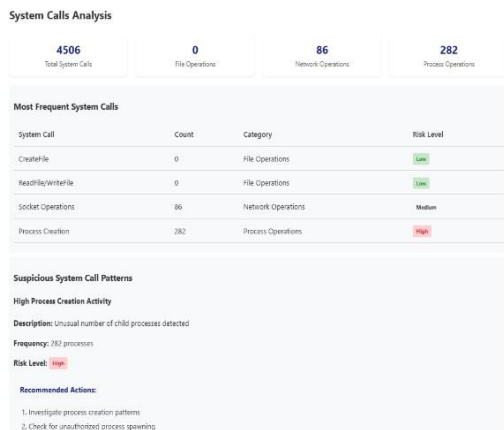 System Calls Analysis
4506 0 86 282
Total System Calls File Operations Network Operations Process Operations
Most Frequent System Calls
System Call Count Category Risk Level
CreateFile 0 File Operations Low
ReadFile/WriteFile 0 File Operations Low
Socket Operations 86 Network Operations Medium
Process Creation 282 Process Operations High
Suspicious System Call Patterns
High Process Creation Activity
Description: Unusual number of child processes detected
Frequency: 282 processes
Risk Level: High
Recommended Actions:
1. Investigate process creation patterns
2. Check for unauthorized process spawning